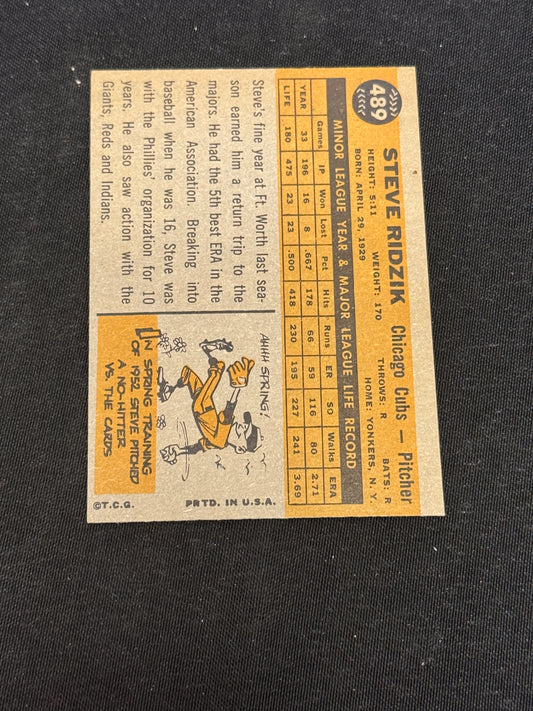 489
STEVE RIDZIK Chicago Cubs — Pitcher
HEIGHT: 5:11 WEIGHT: 170 THROWS: R BATS: R
BORN: APRIL 29, 1929 HOME: YONKERS, N. Y.
MINOR LEAGUE YEAR & MAJOR LEAGUE LIFE RECORD
Games IP Won Lost Pct Hits Runs ER SO Walks ERA
YEAR 33 196 16 8 .667 178 66 59 116 80 2.71
LIFE 180 475 23 23 .500 418 230 195 227 241 3.69
Steve's fine year at Ft Worth last sea-
son earned him a return trip to the
majors. He had the 5th best ERA in the
American Association. Breaking into
baseball when he was 16, Steve was
with the Phillies' organization for 10
years. He also saw action with the
Giants, Reds and Indians.
AHHH SPRING!
IN SPRING TRAINING
OF 1952 STEVE PITCHED
A NO-HITTER
VS. THE CARDS
©T.C.G. PRTD. IN U.S.A.